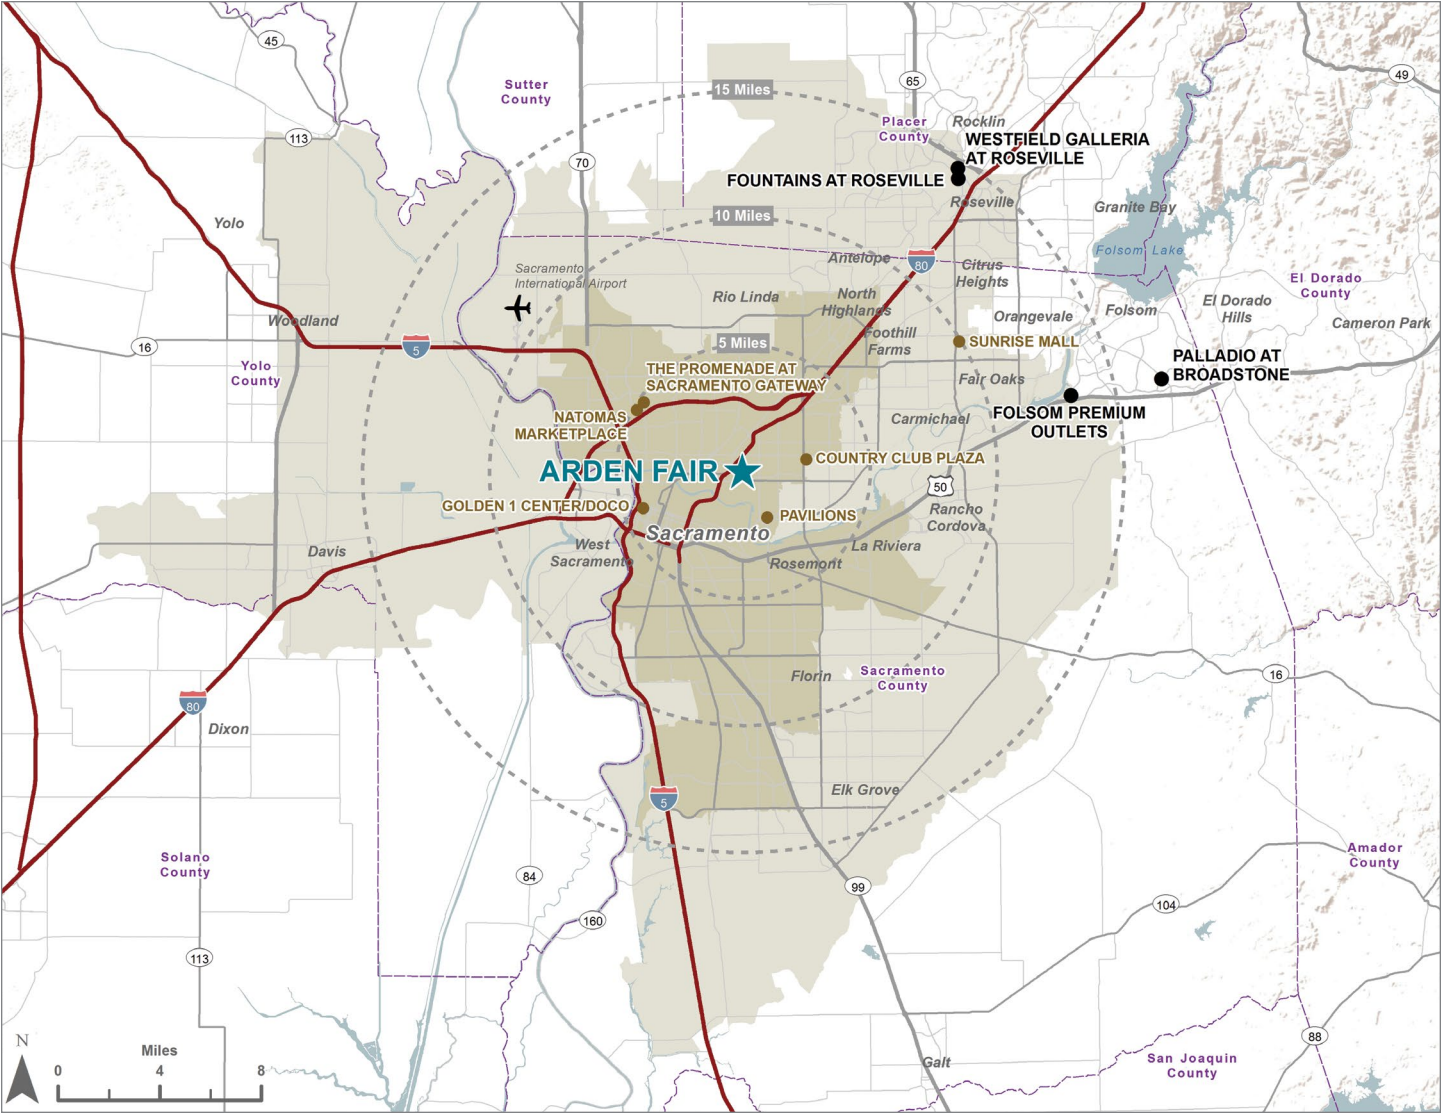 45
Sutter
County
65
49
15 Miles
Placer
County
Rocklin
113
70
WESTFIELD GALLERIA
AT ROSEVILLE
FOUNTAINS AT ROSEVILLE
Roseville
Granite Bay
10 Miles
Yolo
Antelope
80
Citrus
Heights
Folsom Lake
Sacramento
International Airport
Rio Linda
North
Highlands
El Dorado
County
El Dorado
Hills
Folsom
Orangevale
Cameron Park
Woodland
16
5
5 Miles
Foothill
Farms
SUNRISE MALL
PALLADIO AT
BROADSTONE
Yolo
County
THE PROMENADE AT
SACRAMENTO GATEWAY
Fair Oaks
NATOMAS
MARKETPLACE
Carmichael
FOLSOM PREMIUM
OUTLETS
ARDEN FAIR
COUNTRY CLUB PLAZA
50
GOLDEN 1 CENTER/DOCO
PAVILIONS
Rancho
Cordova
Sacramento
Davis
West
Sacramento
La Riviera
Rosemont
Florin
Sacramento
County
16
80
Dixon
5
Elk Grove
Solano
County
Amador
County
84
99
104
160
113
N
Miles
0
4
8
88
Galt
San Joaquin
County